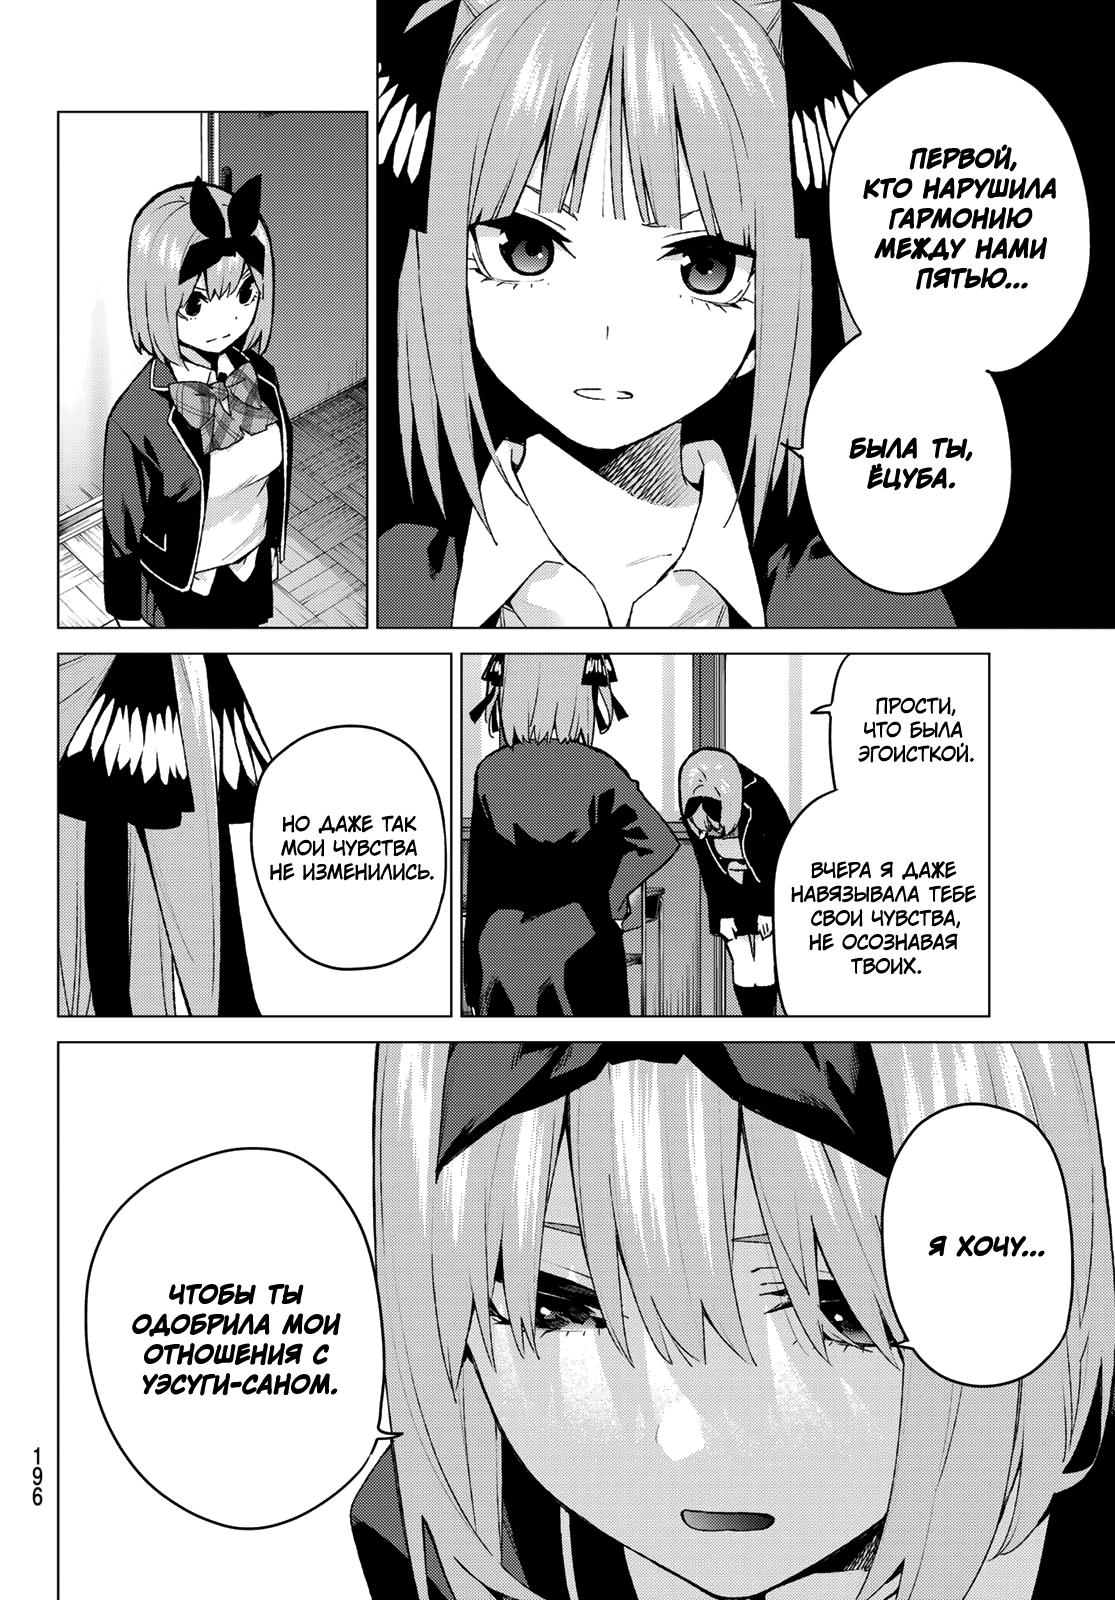 ПЕРВОЙ,
КТО НАРУШИЛА
ГАРМОНИЮ
МЕЖДУ НАМИ
ПЯТЬЮ...
БЫЛА ТЫ,
ЁЦУБА.
ПРОСТИ,
ЧТО БЫЛА
ЭГОИСТКОЙ.
ВЧЕРА Я ДАЖЕ
НАВЯЗЫВАЛА ТЕБЕ
СВОИ ЧУВСТВА,
НЕ ОСОЗНАВАЯ
ТВОИХ.
НО ДАЖЕ ТАК
МОИ ЧУВСТВА
НЕ ИЗМЕНИЛИСЬ.
Я ХОЧУ...
ЧТОБЫ ТЫ
ОДОБРИЛА МОИ
ОТНОШЕНИЯ С
УЭСУГИ-САНОМ.
196